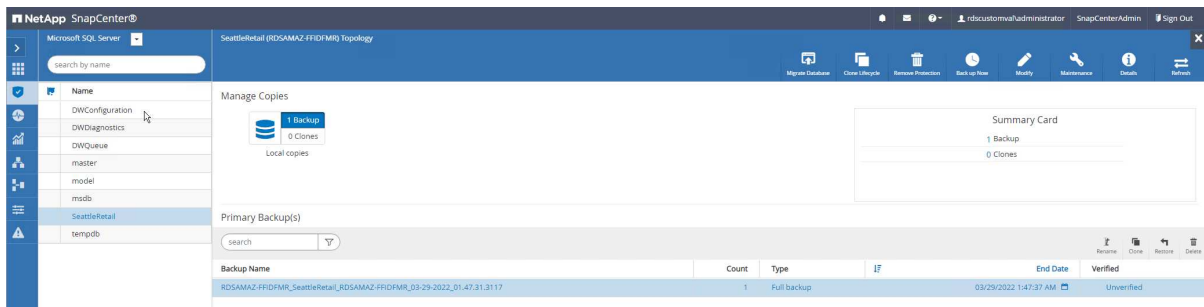 NetApp SnapCenter®
rdscustomval\administrator SnapCenterAdmin Sign Out
Microsoft SQL Server
SeattleRetail (RDSAMAZ-FFIDFMR) Topology
search by name
Migrate Database Clone Lifecycle Remove Protection Back up Now Modify Maintenance Details Refresh
Name
DWConfiguration
DWDiagnostics
DWQueue
master
model
msdb
SeattleRetail
tempdb
Manage Copies
1 Backup
0 Clones
Local copies
Summary Card
1 Backup
0 Clones
Primary Backup(s)
search
Rename Clone Restore Delete
Backup Name Count Type End Date Verified
RDSAMAZ-FFIDFMR_SeattleRetail_RDSAMAZ-FFIDFMR_03-29-2022_01.47.31.3117 1 Full backup 03/29/2022 1:47:37 AM Unverified